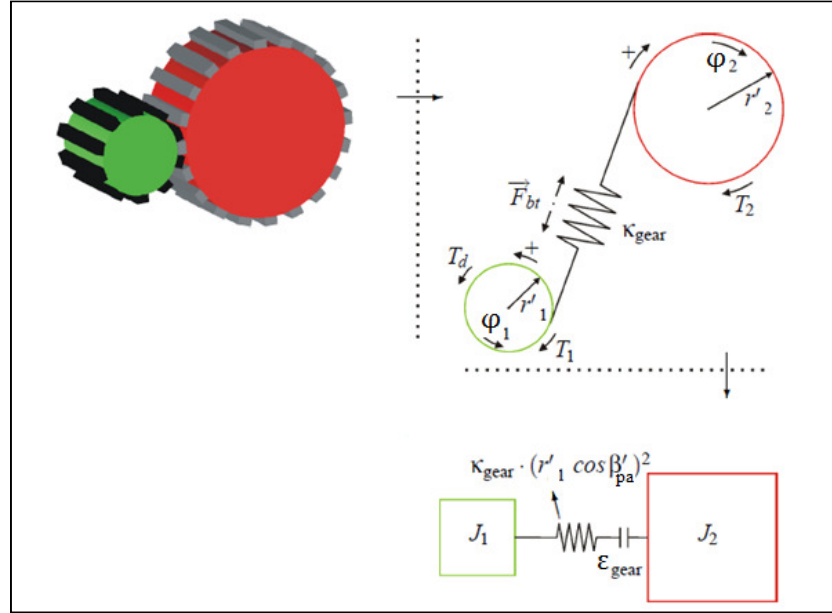 +
φ2
r'2
T2
F⃗bt
κgear
Td
+
r'1
φ1
T1
κgear · (r'1 cos β'pa)²
J1
J2
εgear